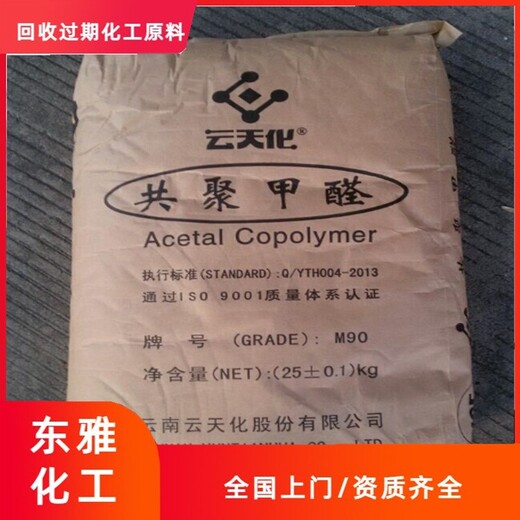 回收过期化工原料
云天化®
共聚甲醛
Acetal Copolymer
执行标准(STANDARD):Q/YTH004-2013
通过ISO 9001质量体系认证
牌 号 (GRADE): M90
净含量(NET):(25±0.1)kg
云南云天化股份有限公司
东雅
化工
全国上门/资质齐全